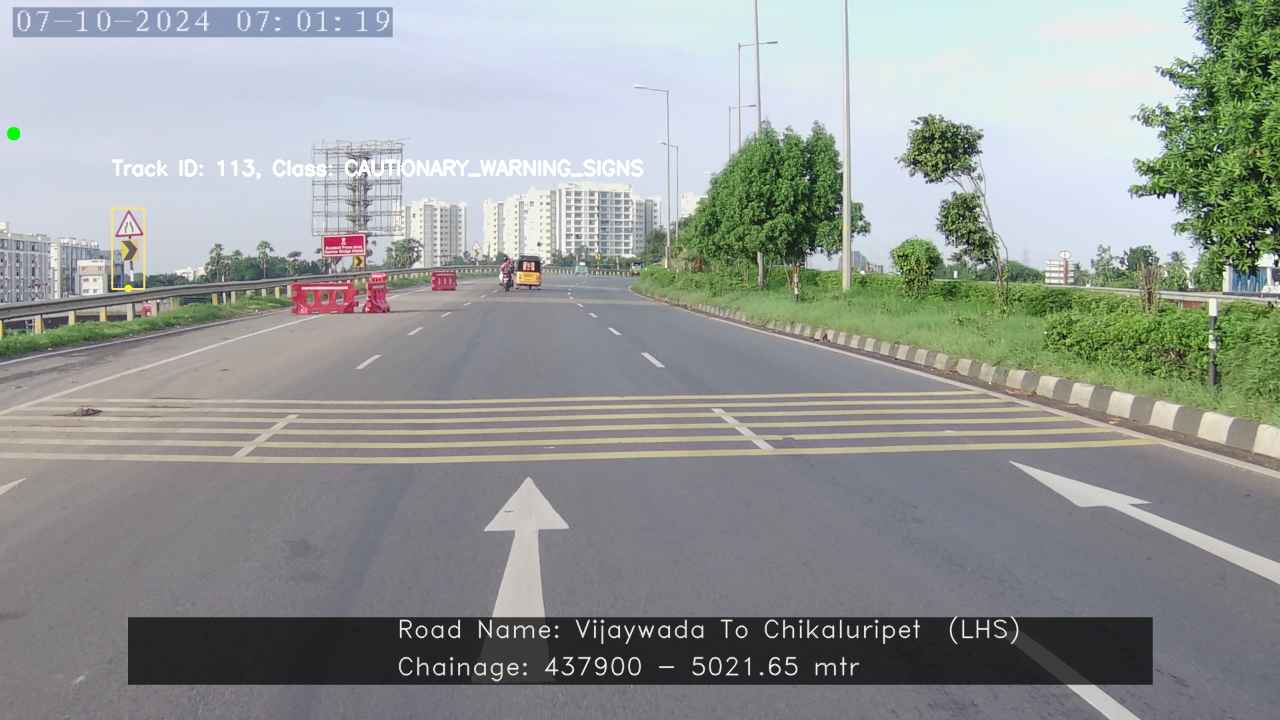 07-10-2024 07:01:19
Track ID: 113, Class: CAUTIONARY_WARNING_SIGNS
Road Name: Vijaywada To Chikaluripet (LHS)
Chainage: 437900 - 5021.65 mtr